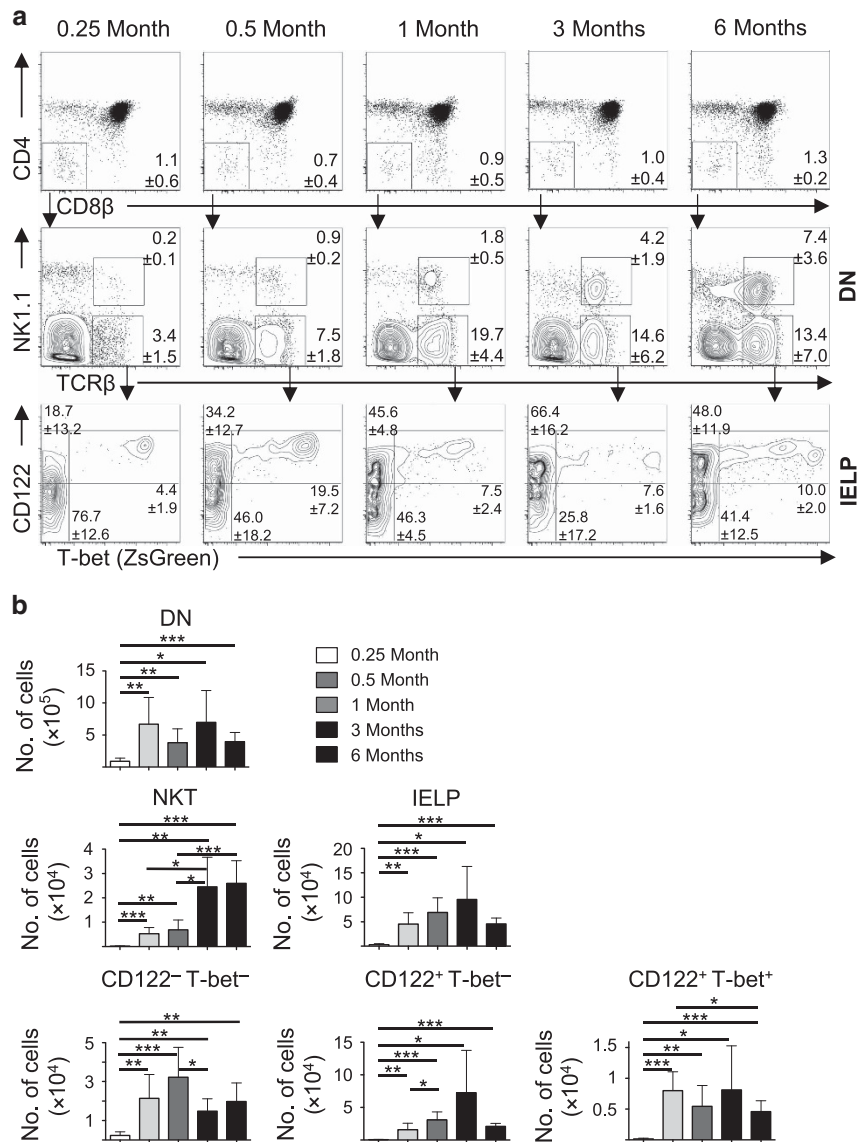 a
0.25 Month 0.5 Month 1 Month 3 Months 6 Months
CD4
1.1 ±0.6
0.7 ±0.4
0.9 ±0.5
1.0 ±0.4
1.3 ±0.2
CD8β
NK1.1
0.2 ±0.1
0.9 ±0.2
1.8 ±0.5
4.2 ±1.9
7.4 ±3.6
DN
3.4 ±1.5
7.5 ±1.8
19.7 ±4.4
14.6 ±6.2
13.4 ±7.0
TCRβ
CD122
18.7 ±13.2
34.2 ±12.7
45.6 ±4.8
66.4 ±16.2
48.0 ±11.9
4.4 ±1.9
19.5 ±7.2
7.5 ±2.4
7.6 ±1.6
10.0 ±2.0
IELP
76.7 ±12.6
46.0 ±18.2
46.3 ±4.5
25.8 ±17.2
41.4 ±12.5
T-bet (ZsGreen)
b
DN
***
*
**
**
No. of cells (×10⁵)
15
10
5
0.25 Month
0.5 Month
1 Month
3 Months
6 Months
NKT
***
**
***
*
*
**
***
No. of cells (×10⁴)
4
3
2
1
IELP
***
*
***
**
No. of cells (×10⁴)
20
15
10
5
CD122⁻ T-bet⁻
**
**
***
**
*
No. of cells (×10⁴)
5
3
1
CD122⁺ T-bet⁻
***
*
***
**
*
No. of cells (×10⁴)
15
10
5
CD122⁺ T-bet⁺
*
***
*
**
***
No. of cells (×10⁴)
1.5
1
0.5